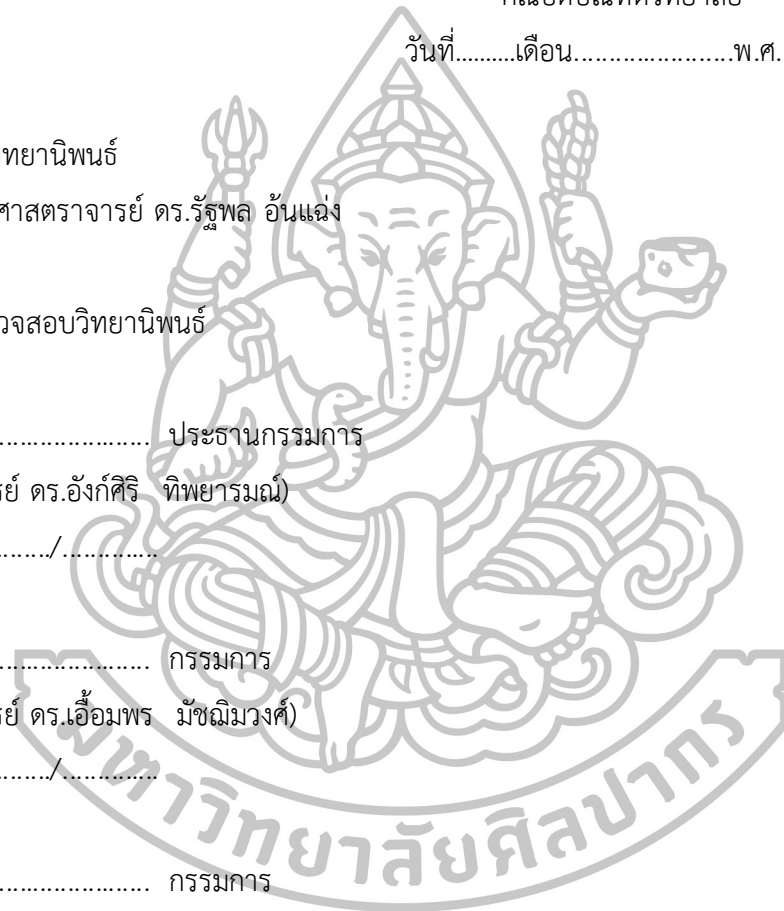 วันที่..........เดือน.......................พ.ศ.
ทยานิพนธ์
ศาสตราจารย์ ดร.รัฐพล อ้นแฉ่ง
วจสอบวิทยานิพนธ์
...................... ประธานกรรมการ
ย์ ดร.อังก์ศิริ ทิพยารมณ์)
........./.............
...................... กรรมการ
ย์ ดร.เอื้อมพร มัชฌิมวงศ์)
........./.............
...................... กรรมการ
มหาวิทยาลัยศิลปากร